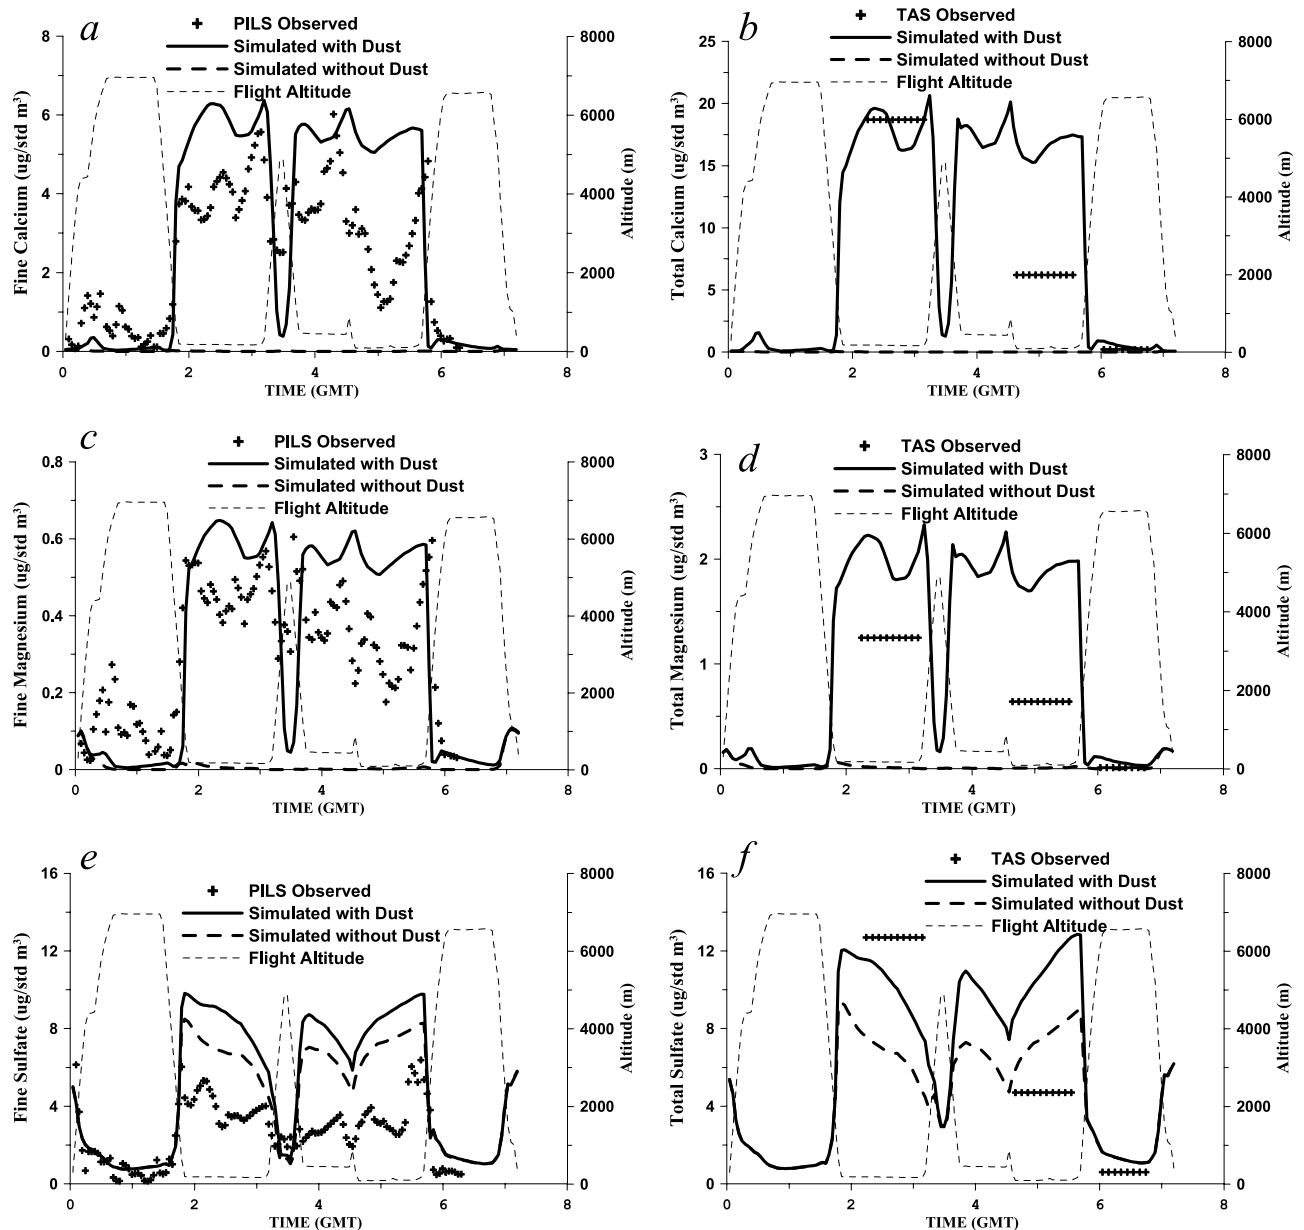 a
PILS Observed
Simulated with Dust
Simulated without Dust
Flight Altitude
Fine Calcium (ug/std m³)
8
6
4
2
0
8000
6000
4000
2000
0
Altitude (m)
0 2 4 6 8
TIME (GMT)
b
TAS Observed
Simulated with Dust
Simulated without Dust
Flight Altitude
Total Calcium (ug/std m³)
25
20
15
10
5
0
8000
6000
4000
2000
0
Altitude (m)
0 2 4 6 8
TIME (GMT)
c
PILS Observed
Simulated with Dust
Simulated without Dust
Flight Altitude
Fine Magnesium (ug/std m³)
0.8
0.6
0.4
0.2
0
8000
6000
4000
2000
0
Altitude (m)
0 2 4 6 8
TIME (GMT)
d
TAS Observed
Simulated with Dust
Simulated without Dust
Flight Altitude
Total Magnesium (ug/std m³)
3
2
1
0
8000
6000
4000
2000
0
Altitude (m)
0 2 4 6 8
TIME (GMT)
e
PILS Observed
Simulated with Dust
Simulated without Dust
Flight Altitude
Fine Sulfate (ug/std m³)
16
12
8
4
0
8000
6000
4000
2000
0
Altitude (m)
0 2 4 6 8
TIME (GMT)
f
TAS Observed
Simulated with Dust
Simulated without Dust
Flight Altitude
Total Sulfate (ug/std m³)
16
12
8
4
0
8000
6000
4000
2000
0
Altitude (m)
0 2 4 6 8
TIME (GMT)